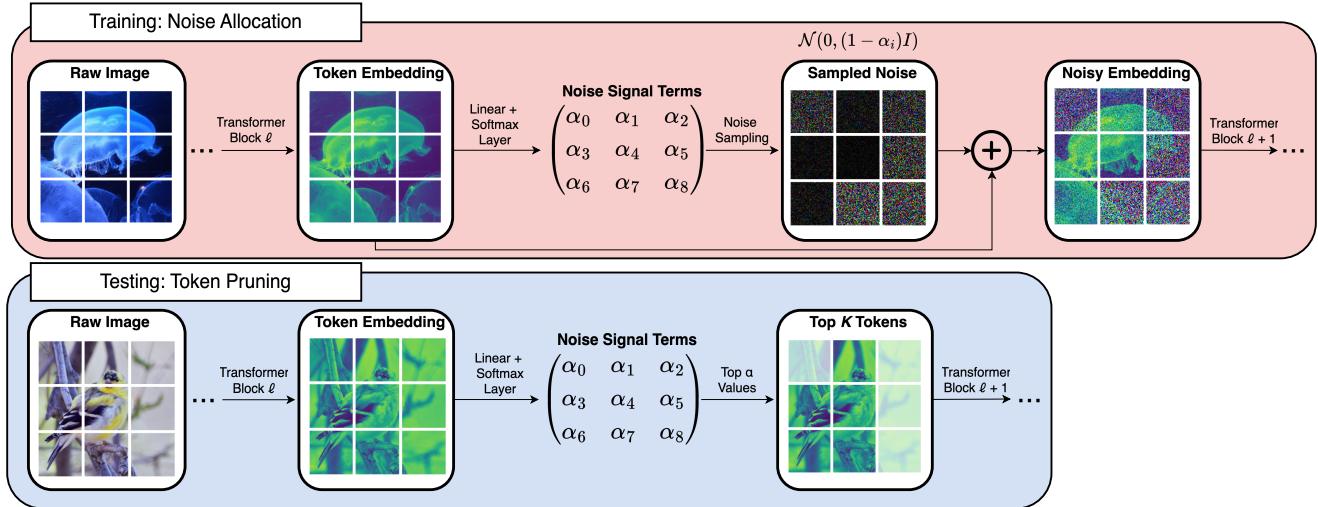 Training: Noise Allocation
Raw Image
...
Transformer
Block ℓ
Token Embedding
Linear +
Softmax
Layer
Noise Signal Terms
α₀ α₁ α₂
α₃ α₄ α₅
α₆ α₇ α₈
Noise
Sampling
𝒩(0, (1 − αᵢ)I)
Sampled Noise
+
Noisy Embedding
Transformer
Block ℓ + 1
...
Testing: Token Pruning
Raw Image
...
Transformer
Block ℓ
Token Embedding
Linear +
Softmax
Layer
Noise Signal Terms
α₀ α₁ α₂
α₃ α₄ α₅
α₆ α₇ α₈
Top α
Values
Top K Tokens
Transformer
Block ℓ + 1
...